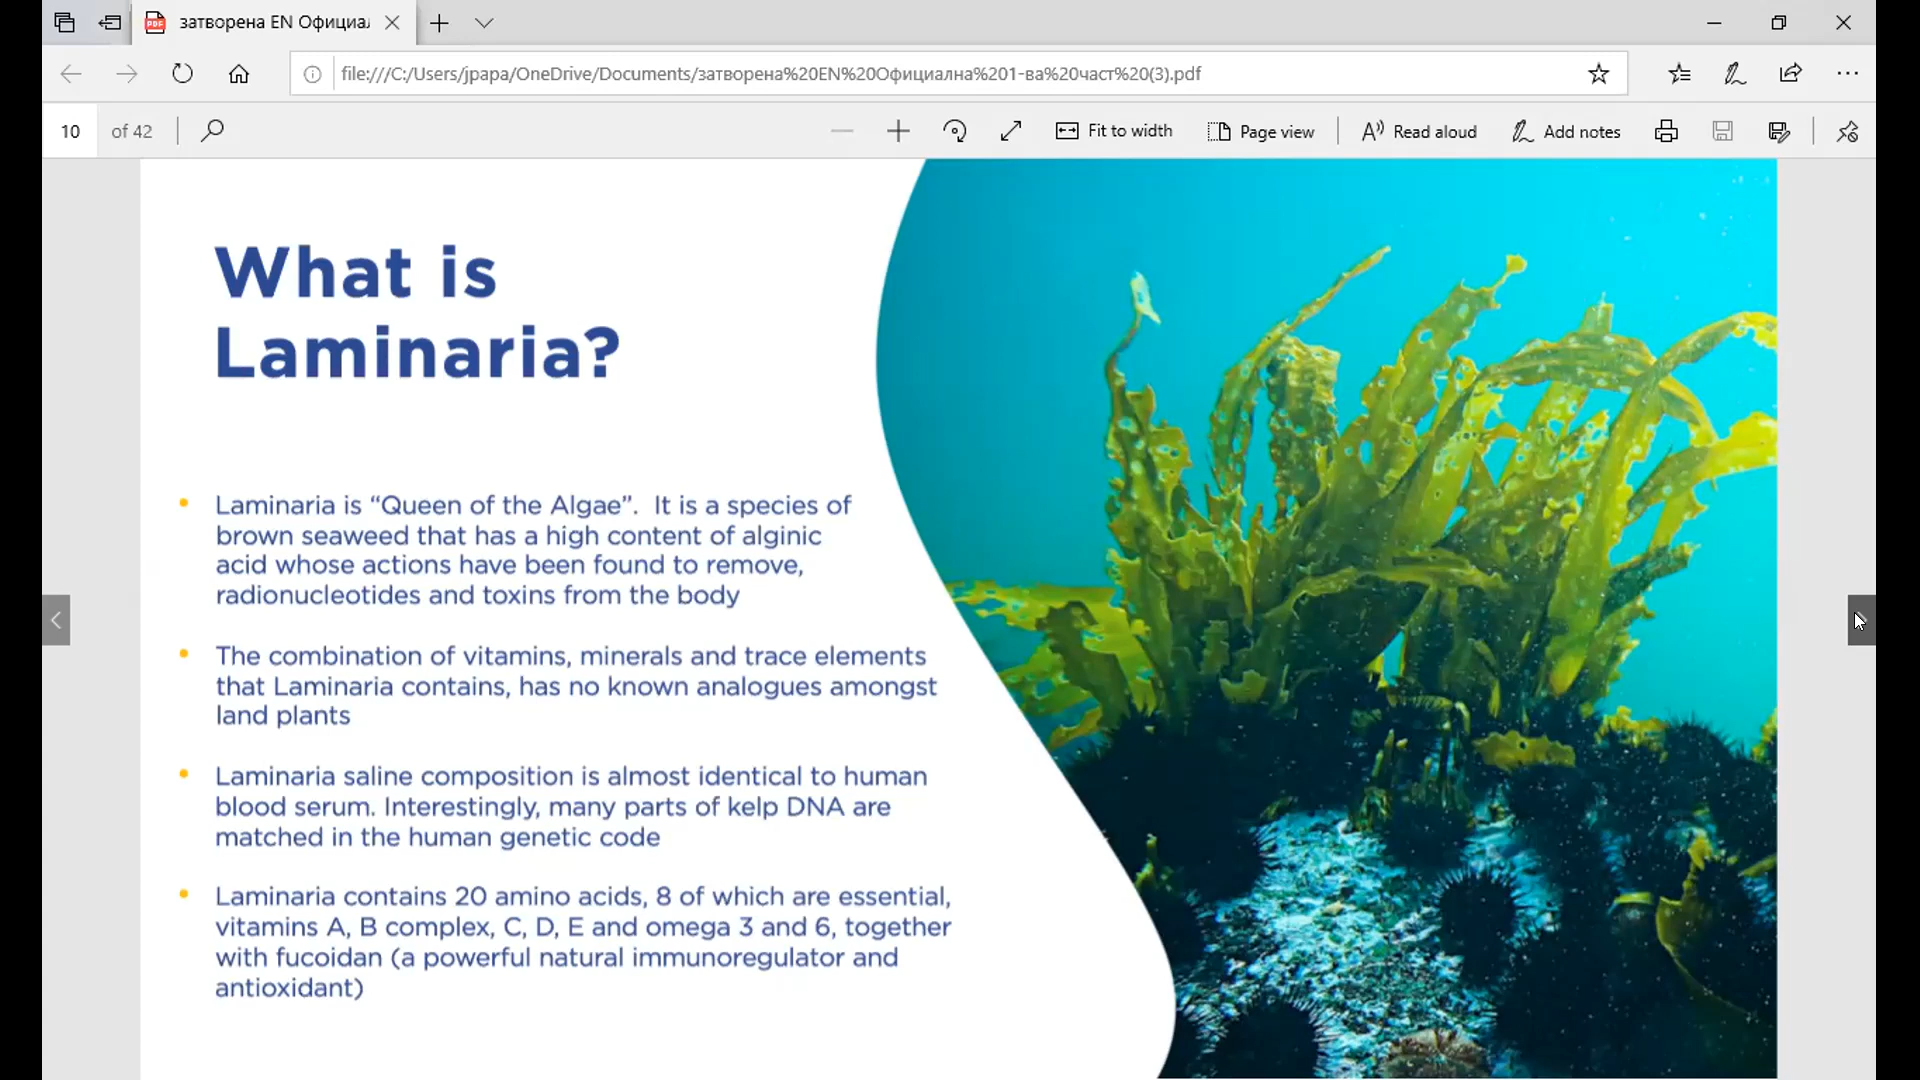 затворена EN Официал
file:///C:/Users/jpapa/OneDrive/Documents/затворена%20EN%20Официална%201-ва%20част%20(3).pdf
10 of 42
Fit to width
Page view
Read aloud
Add notes
What is
Laminaria?
• Laminaria is “Queen of the Algae”. It is a species of
brown seaweed that has a high content of alginic
acid whose actions have been found to remove,
radionucleotides and toxins from the body
• The combination of vitamins, minerals and trace elements
that Laminaria contains, has no known analogues amongst
land plants
• Laminaria saline composition is almost identical to human
blood serum. Interestingly, many parts of kelp DNA are
matched in the human genetic code
• Laminaria contains 20 amino acids, 8 of which are essential,
vitamins A, B complex, C, D, E and omega 3 and 6, together
with fucoidan (a powerful natural immunoregulator and
antioxidant)